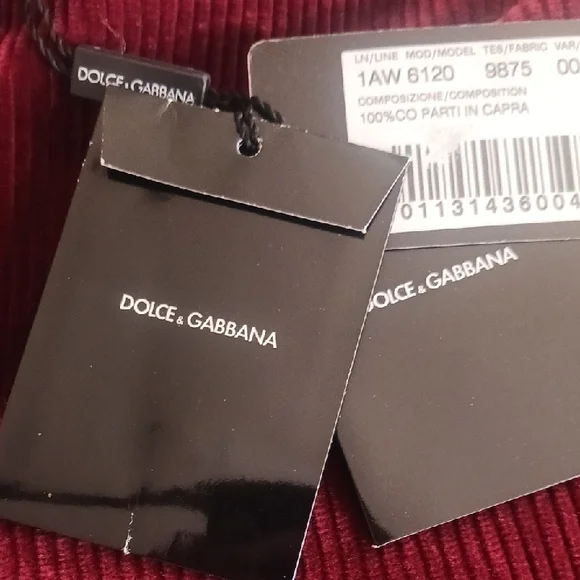 DOLCE & GABBANA
LN/LINE MOD/MODEL TES/FABRIC VAR/
1AW 6120 9875 00
COMPOSIZIONE/COMPOSITION
100%CO PARTI IN CAPRA
01131436004
DOLCE & GABBANA
DOLCE & GABBANA